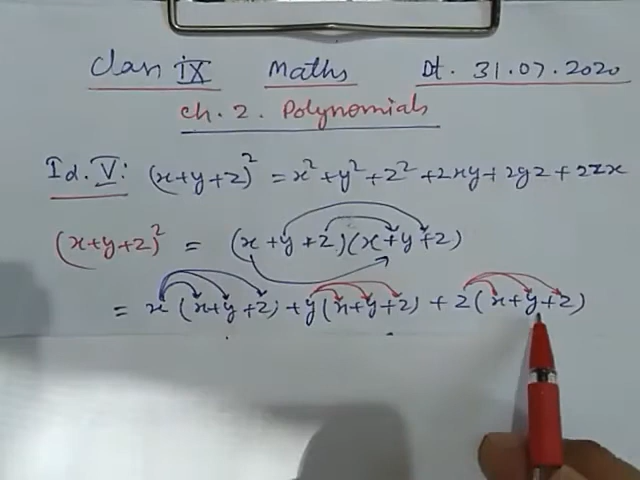 Class IX Maths Dt. 31.07.2020
Ch. 2. Polynomials
Id. V: (x+y+z)² = x²+y²+z²+2xy+2yz+2zx
(x+y+z)² = (x+y+z)(x+y+z)
= x(x+y+z)+y(x+y+z)+z(x+y+z)